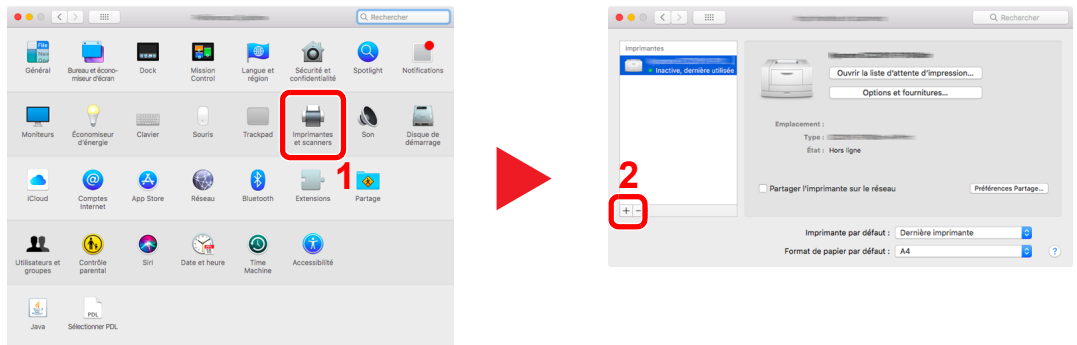 Rechercher
File
New
Ope
Général
Bureau et écono-
miseur d'écran
Dock
Mission
Control
Langue et
région
Sécurité et
confidentialité
Spotlight
Notifications
Moniteurs
Économiseur
d'énergie
Clavier
Souris
Trackpad
Imprimantes
et scanners
Son
Disque de
démarrage
1
iCloud
Comptes
Internet
App Store
Réseau
Bluetooth
Extensions
Partage
Utilisateurs et
groupes
Contrôle
parental
Siri
Date et heure
Time
Machine
Accessibilité
Java
PDL
Sélectionner PDL
Rechercher
Imprimantes
Inactive, dernière utilisée
Ouvrir la liste d'attente d'impression...
Options et fournitures...
Emplacement :
Type :
État : Hors ligne
2
Partager l'imprimante sur le réseau
Préférences Partage...
+ −
Imprimante par défaut : Dernière imprimante
Format de papier par défaut : A4
?